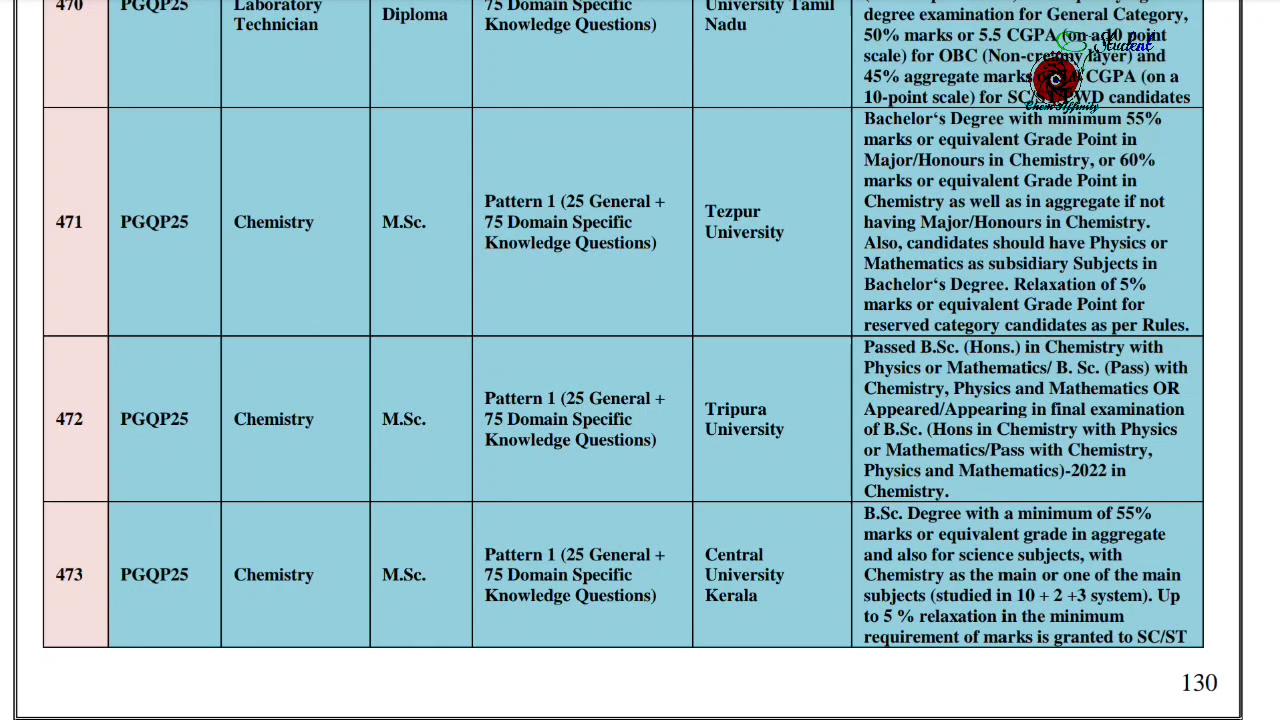 470
PGQP25
Laboratory
Technician
Diploma
75 Domain Specific
Knowledge Questions)
University Tamil
Nadu
degree examination for General Category,
50% marks or 5.5 CGPA (on a 10 point
scale) for OBC (Non-creamy layer) and
45% aggregate marks CGPA (on a
10-point scale) for PWD candidates
Student
Chem Affinity
471
PGQP25
Chemistry
M.Sc.
Pattern 1 (25 General +
75 Domain Specific
Knowledge Questions)
Tezpur
University
Bachelor‘s Degree with minimum 55%
marks or equivalent Grade Point in
Major/Honours in Chemistry, or 60%
marks or equivalent Grade Point in
Chemistry as well as in aggregate if not
having Major/Honours in Chemistry.
Also, candidates should have Physics or
Mathematics as subsidiary Subjects in
Bachelor‘s Degree. Relaxation of 5%
marks or equivalent Grade Point for
reserved category candidates as per Rules.
472
PGQP25
Chemistry
M.Sc.
Pattern 1 (25 General +
75 Domain Specific
Knowledge Questions)
Tripura
University
Passed B.Sc. (Hons.) in Chemistry with
Physics or Mathematics/ B. Sc. (Pass) with
Chemistry, Physics and Mathematics OR
Appeared/Appearing in final examination
of B.Sc. (Hons in Chemistry with Physics
or Mathematics/Pass with Chemistry,
Physics and Mathematics)-2022 in
Chemistry.
473
PGQP25
Chemistry
M.Sc.
Pattern 1 (25 General +
75 Domain Specific
Knowledge Questions)
Central
University
Kerala
B.Sc. Degree with a minimum of 55%
marks or equivalent grade in aggregate
and also for science subjects, with
Chemistry as the main or one of the main
subjects (studied in 10 + 2 +3 system). Up
to 5 % relaxation in the minimum
requirement of marks is granted to SC/ST
130